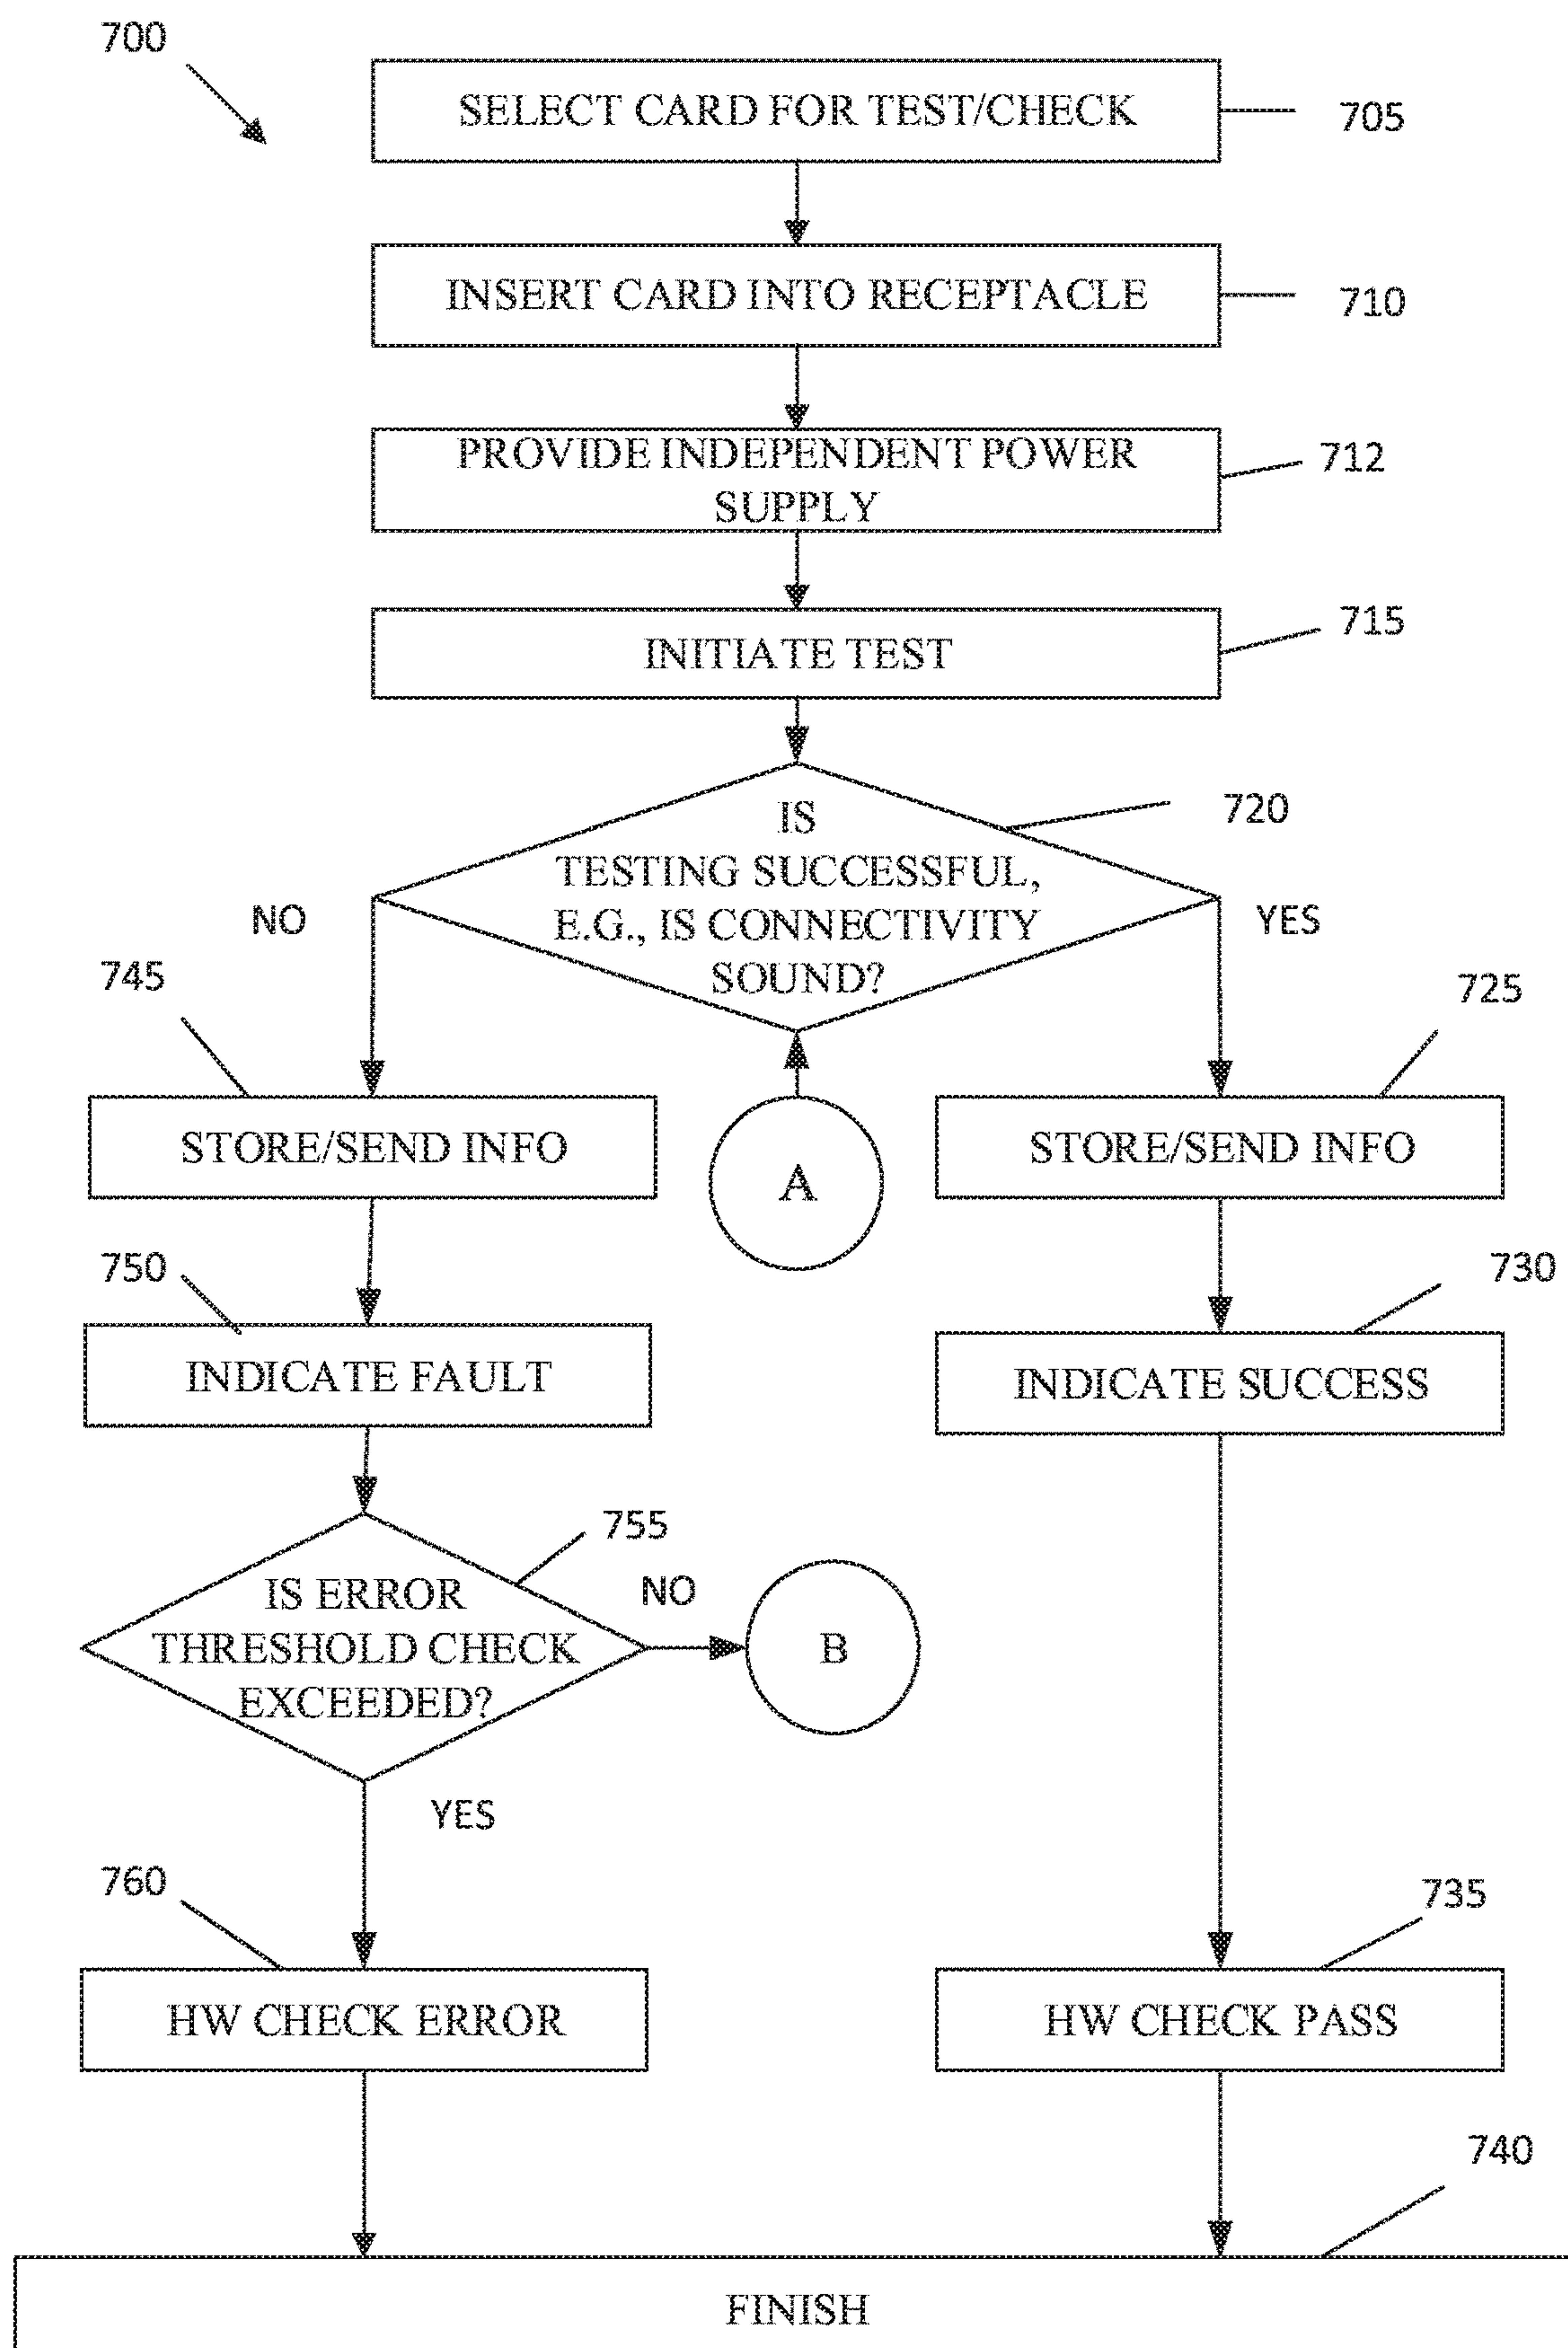 700
SELECT CARD FOR TEST/CHECK
705
INSERT CARD INTO RECEPTACLE
710
PROVIDE INDEPENDENT POWER
SUPPLY
712
INITIATE TEST
715
IS
TESTING SUCCESSFUL,
E.G., IS CONNECTIVITY
SOUND?
720
NO
YES
745
725
STORE/SEND INFO
A
STORE/SEND INFO
750
730
INDICATE FAULT
INDICATE SUCCESS
755
IS ERROR
THRESHOLD CHECK
EXCEEDED?
NO
B
YES
760
735
HW CHECK ERROR
HW CHECK PASS
740
FINISH